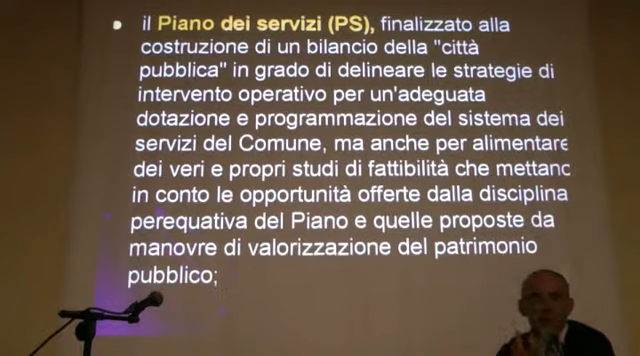 • il Piano dei servizi (PS), finalizzato alla
costruzione di un bilancio della "città
pubblica" in grado di delineare le strategie di
intervento operativo per un'adeguata
dotazione e programmazione del sistema dei
servizi del Comune, ma anche per alimentare
dei veri e propri studi di fattibilità che mettano
in conto le opportunità offerte dalla disciplina
perequativa del Piano e quelle proposte da
manovre di valorizzazione del patrimonio
pubblico;